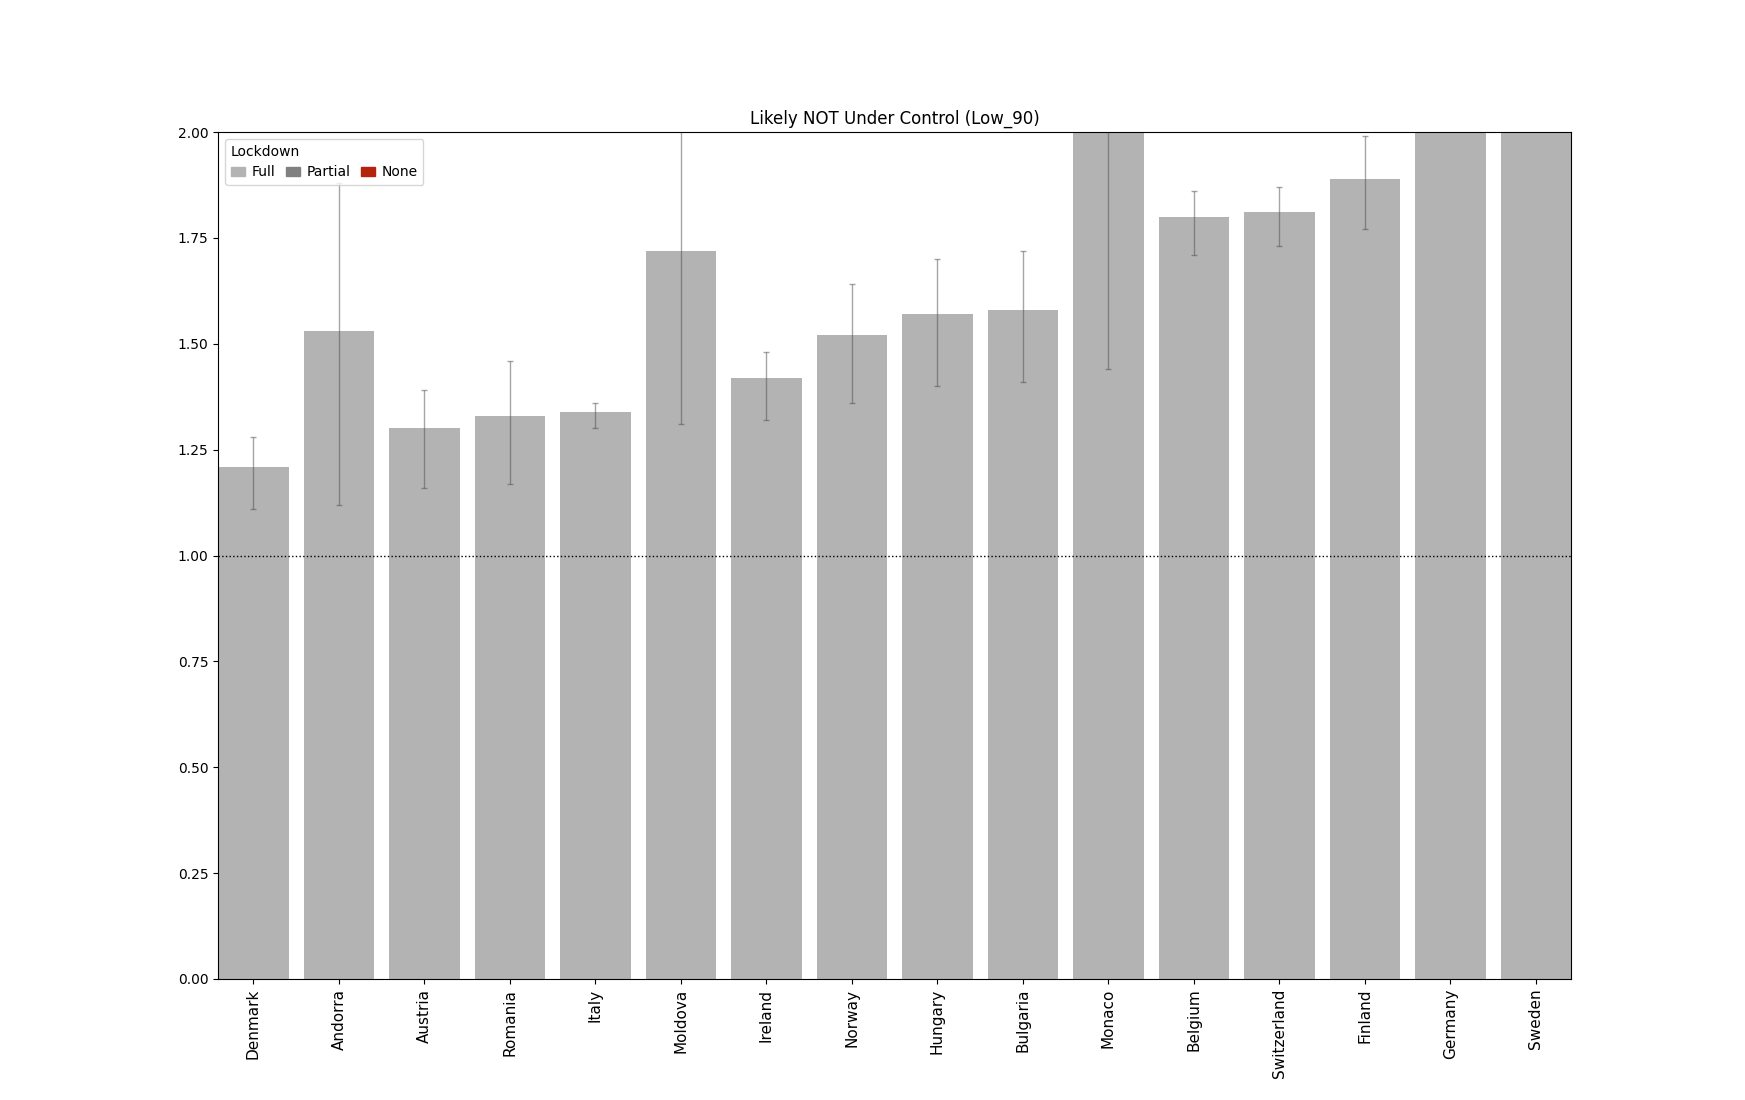 Likely NOT Under Control (Low_90)
Lockdown
Full Partial None
2.00
1.75
1.50
1.25
1.00
0.75
0.50
0.25
0.00
Denmark
Andorra
Austria
Romania
Italy
Moldova
Ireland
Norway
Hungary
Bulgaria
Monaco
Belgium
Switzerland
Finland
Germany
Sweden